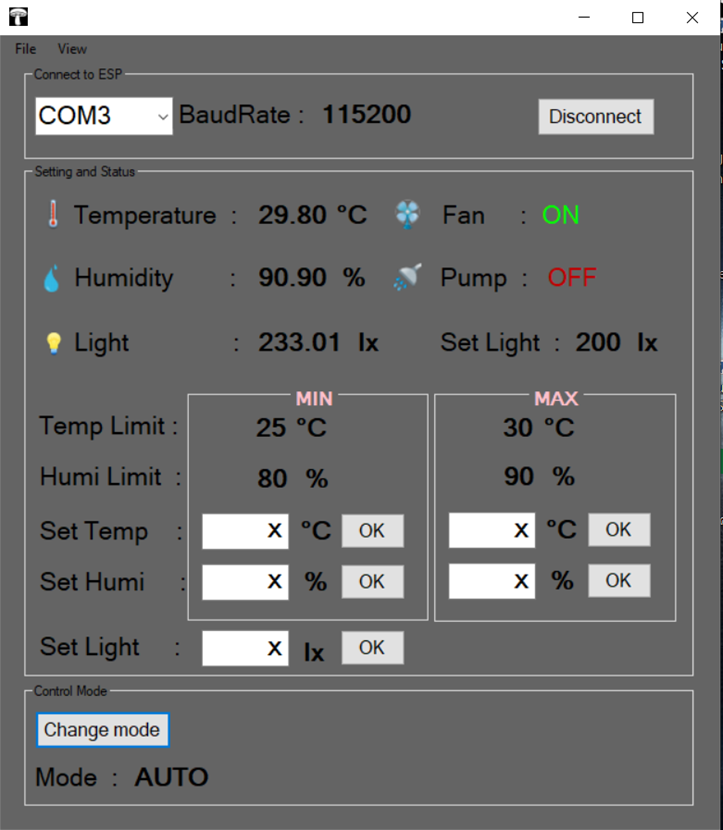 File View
Connect to ESP
COM3 BaudRate : 115200 Disconnect
Setting and Status
Temperature : 29.80 °C Fan : ON
Humidity : 90.90 % Pump : OFF
Light : 233.01 lx Set Light : 200 lx
MIN MAX
Temp Limit : 25 °C 30 °C
Humi Limit : 80 % 90 %
Set Temp : x °C OK x °C OK
Set Humi : x % OK x % OK
Set Light : x lx OK
Control Mode
Change mode
Mode : AUTO